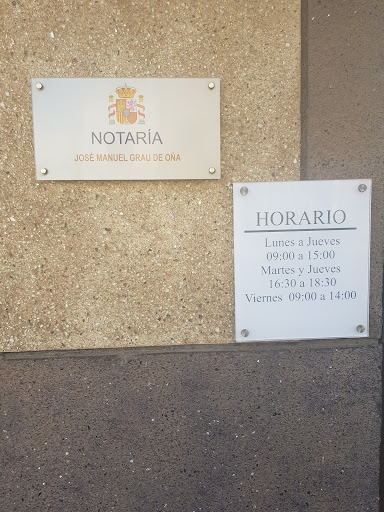 NOTARÍA
JOSÉ MANUEL GRAU DE OÑA
HORARIO
Lunes a Jueves
09:00 a 15:00
Martes y Jueves
16:30 a 18:30
Viernes 09:00 a 14:00